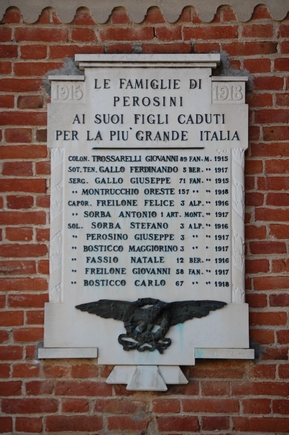 LE FAMIGLIE DI
1915 PEROSINI 1918
AI SUOI FIGLI CADUTI
PER LA PIU' GRANDE ITALIA
COLON. TROSSARELLI GIOVANNI 89 FAN. M. 1915
SOT. TEN. GALLO FERDINANDO 5 BER. " 1917
SERG. GALLO GIUSEPPE 71 FAN. " 1915
" MONTRUCCHIO ORESTE 157 " " 1918
CAPOR. FREILONE FELICE 3 ALP. " 1916
" SORBA ANTONIO 1 ART. MONT. " 1917
SOL. SORBA STEFANO 3 ALP. " 1916
" PEROSINO GIUSEPPE 3 " " 1917
" BOSTICCO MAGGIORINO 3 " " 1917
" FASSIO NATALE 12 BER. " 1916
" FREILONE GIOVANNI 58 FAN. " 1917
" BOSTICCO CARLO 67 " " 1918